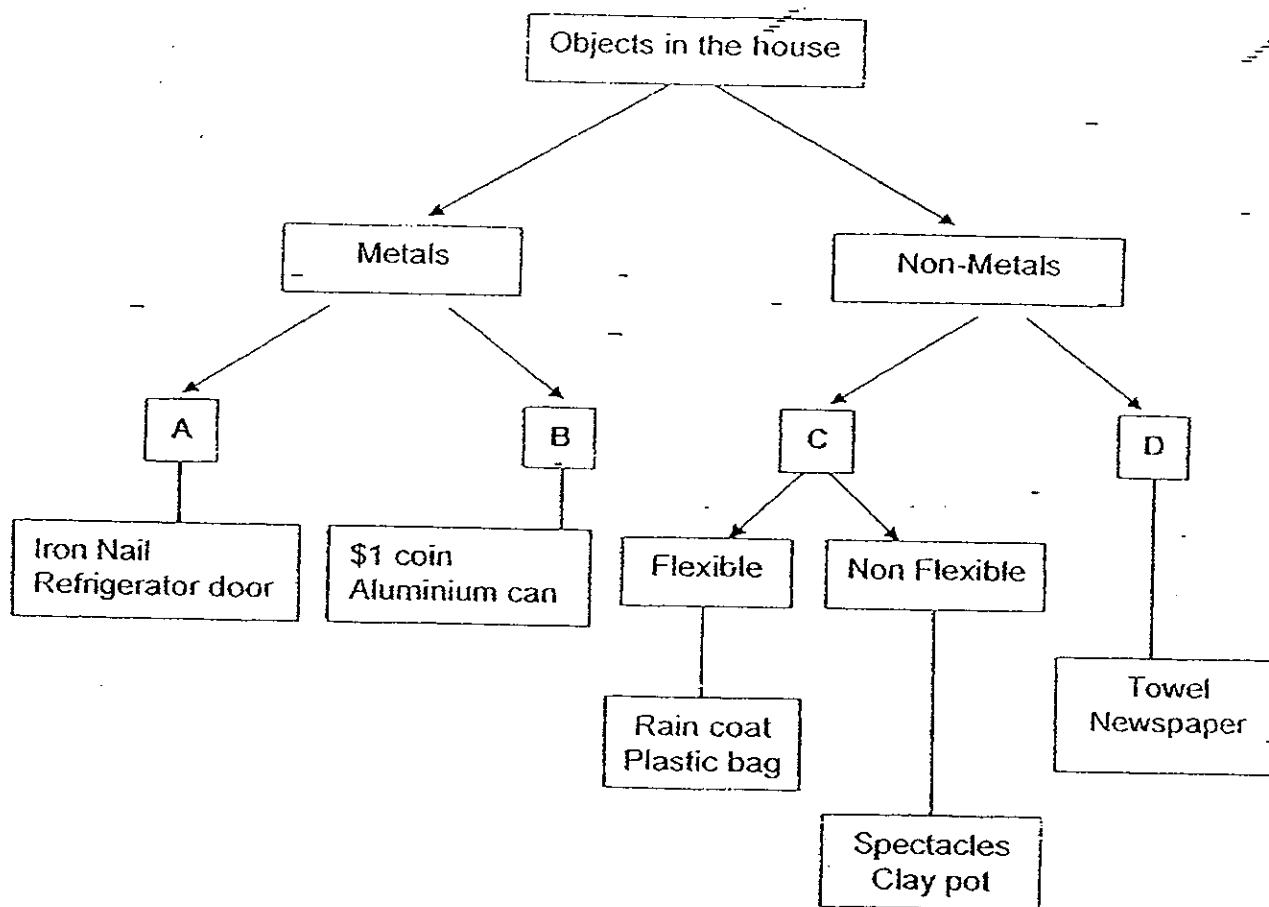 Objects in the house
Metals
Non-Metals
A
B
C
D
Iron Nail
Refrigerator door
$1 coin
Aluminium can
Flexible
Non Flexible
Rain coat
Plastic bag
Spectacles
Clay pot
Towel
Newspaper